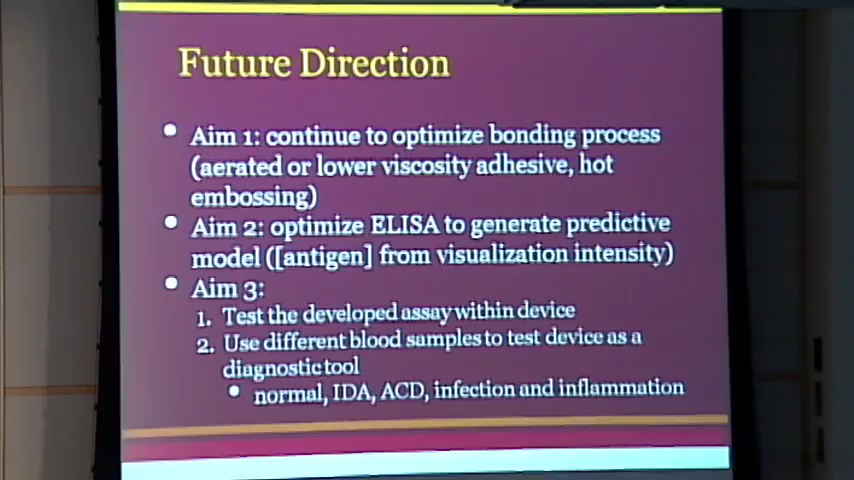 Future Direction
• Aim 1: continue to optimize bonding process
(aerated or lower viscosity adhesive, hot
embossing)
• Aim 2: optimize ELISA to generate predictive
model ([antigen] from visualization intensity)
• Aim 3:
1. Test the developed assay within device
2. Use different blood samples to test device as a
diagnostic tool
• normal, IDA, ACD, infection and inflammation